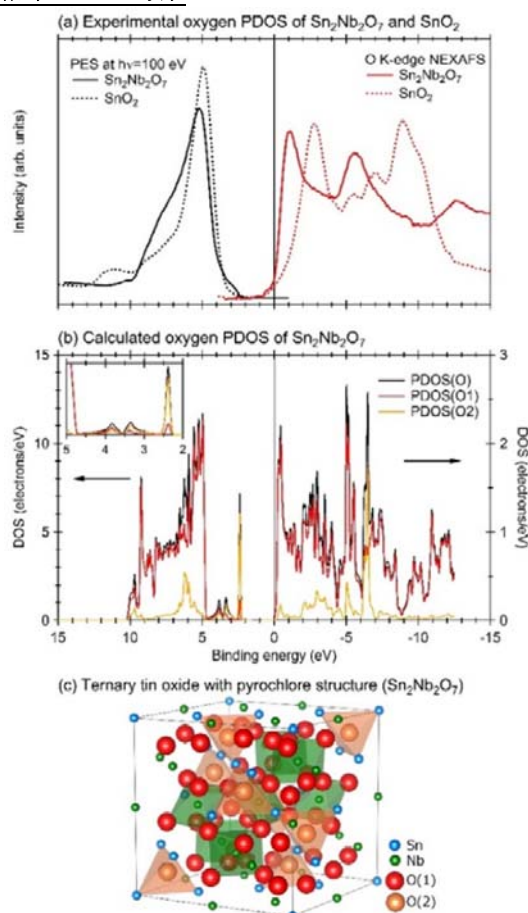 (a) Experimental oxygen PDOS of Sn₂Nb₂O₇ and SnO₂
PES at hν=100 eV
Sn₂Nb₂O₇
SnO₂
O K-edge NEXAFS
Sn₂Nb₂O₇
SnO₂
Intensity (arb. units)
(b) Calculated oxygen PDOS of Sn₂Nb₂O₇
15
10
5
0
DOS (electrons/eV)
5 4 3 2
PDOS(O)
PDOS(O1)
PDOS(O2)
3
2
1
0
DOS (electrons/eV)
15 10 5 0 -5 -10 -15
Binding energy (eV)
(c) Ternary tin oxide with pyrochlore structure (Sn₂Nb₂O₇)
Sn
Nb
O(1)
O(2)